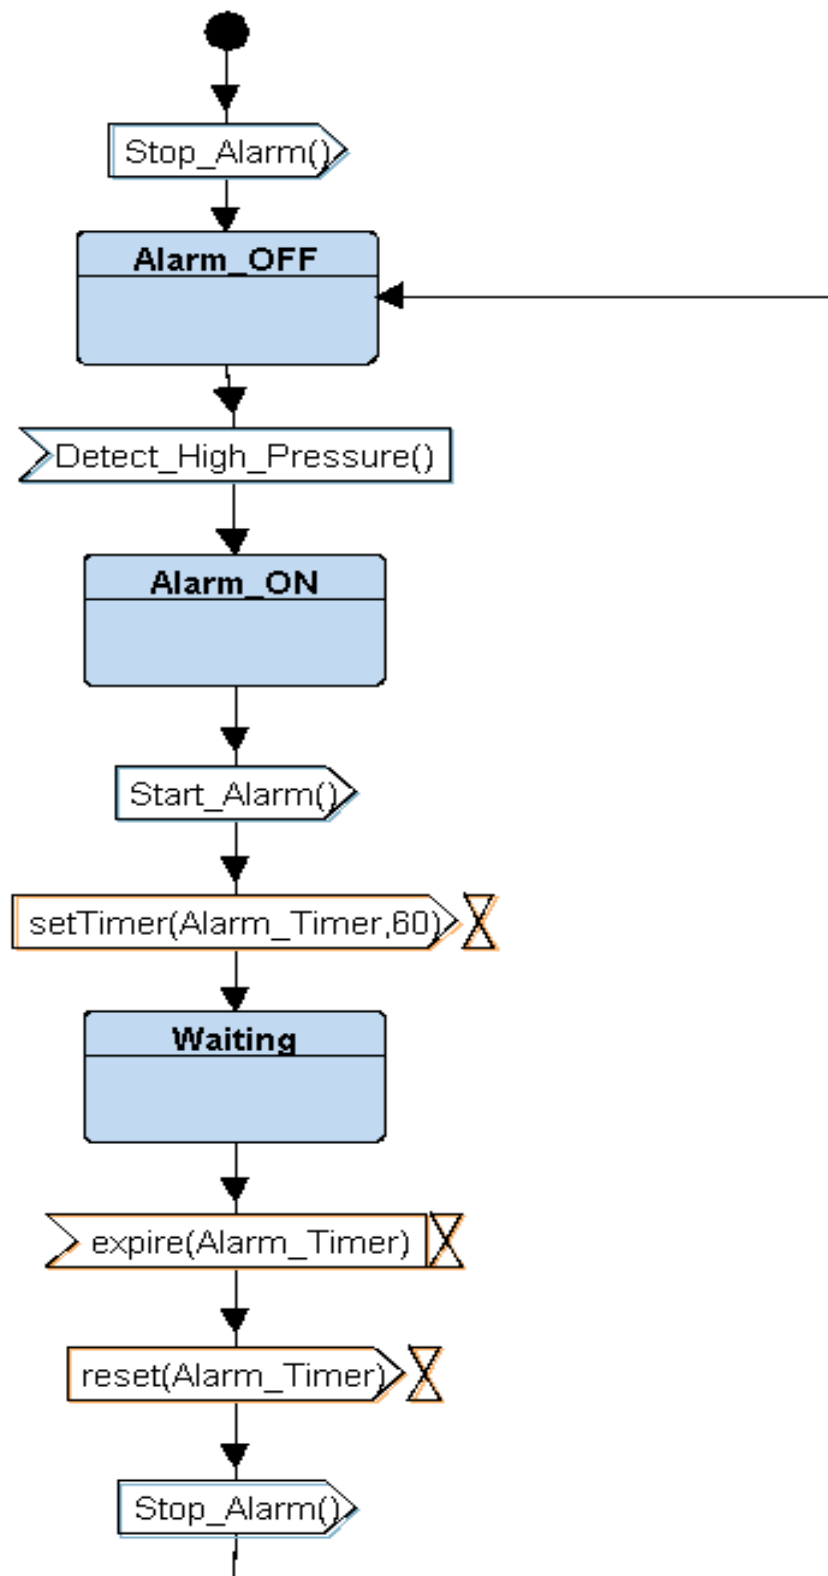 Stop_Alarm()
Alarm_OFF
Detect_High_Pressure()
Alarm_ON
Start_Alarm()
setTimer(Alarm_Timer,60)
Waiting
expire(Alarm_Timer)
reset(Alarm_Timer)
Stop_Alarm()